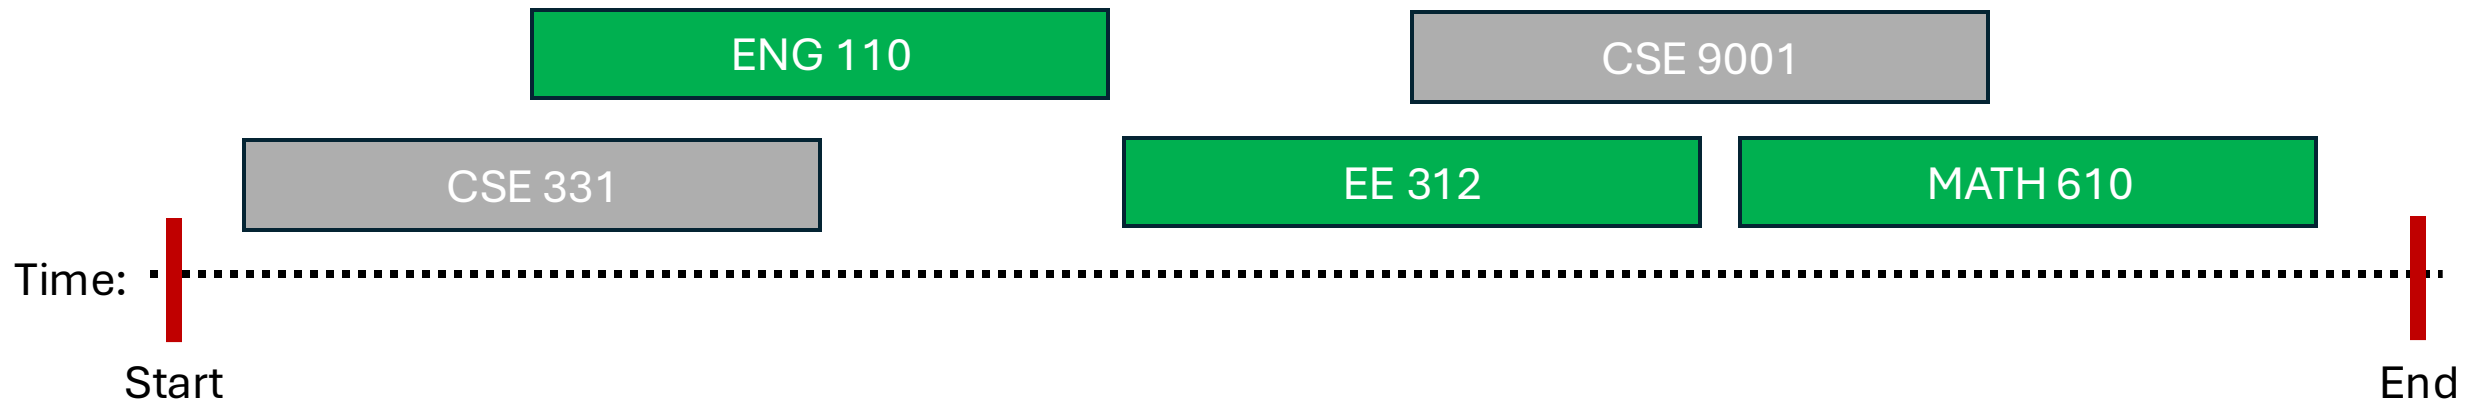 ENG 110
CSE 9001
CSE 331
EE 312
MATH 610
Time:
Start
End